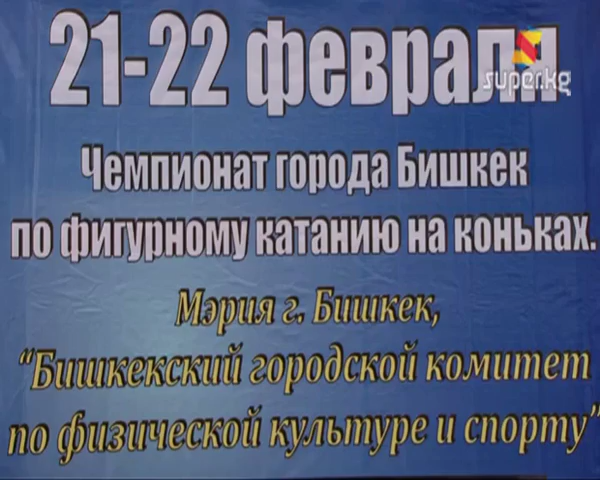 21-22 февраля
super.kg
Чемпионат города Бишкек
по фигурному катанию на коньках.
Мэрия г. Бишкек,
"Бишкекский городской комитет
по физической культуре и спорту"